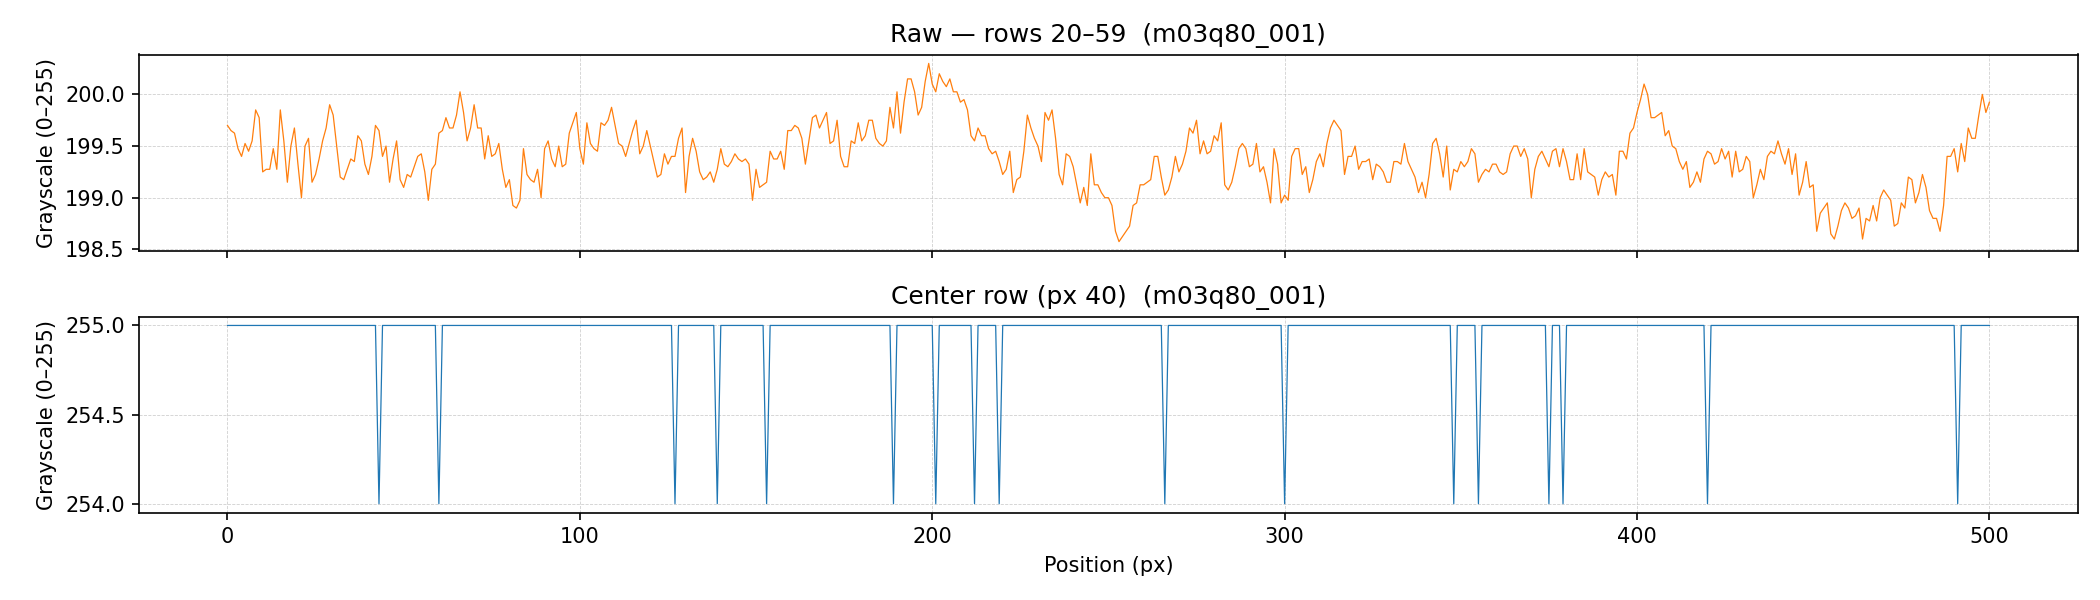 Raw — rows 20–59  (m03q80_001)
Grayscale (0–255)
200.0
199.5
199.0
198.5
Center row (px 40)  (m03q80_001)
Grayscale (0–255)
255.0
254.5
254.0
0 100 200 300 400 500
Position (px)